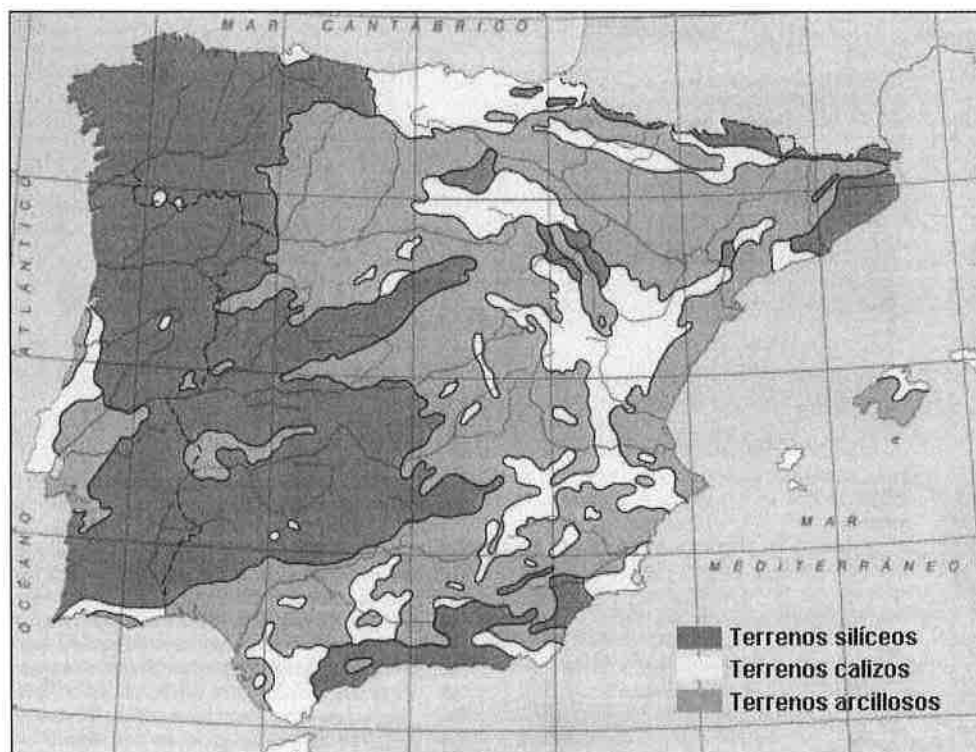 MAR CANTÁBRICO
OCÉANO ATLÁNTICO
MAR
MEDITERRÁNEO
Terrenos silíceos
Terrenos calizos
Terrenos arcillosos